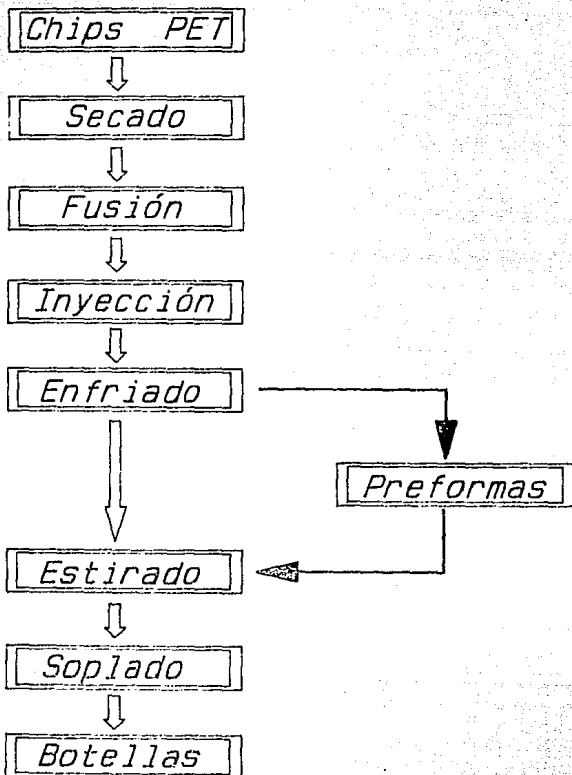 Chips PET
Secado
Fusión
Inyección
Enfriado
Preformas
Estirado
Soplado
Botellas